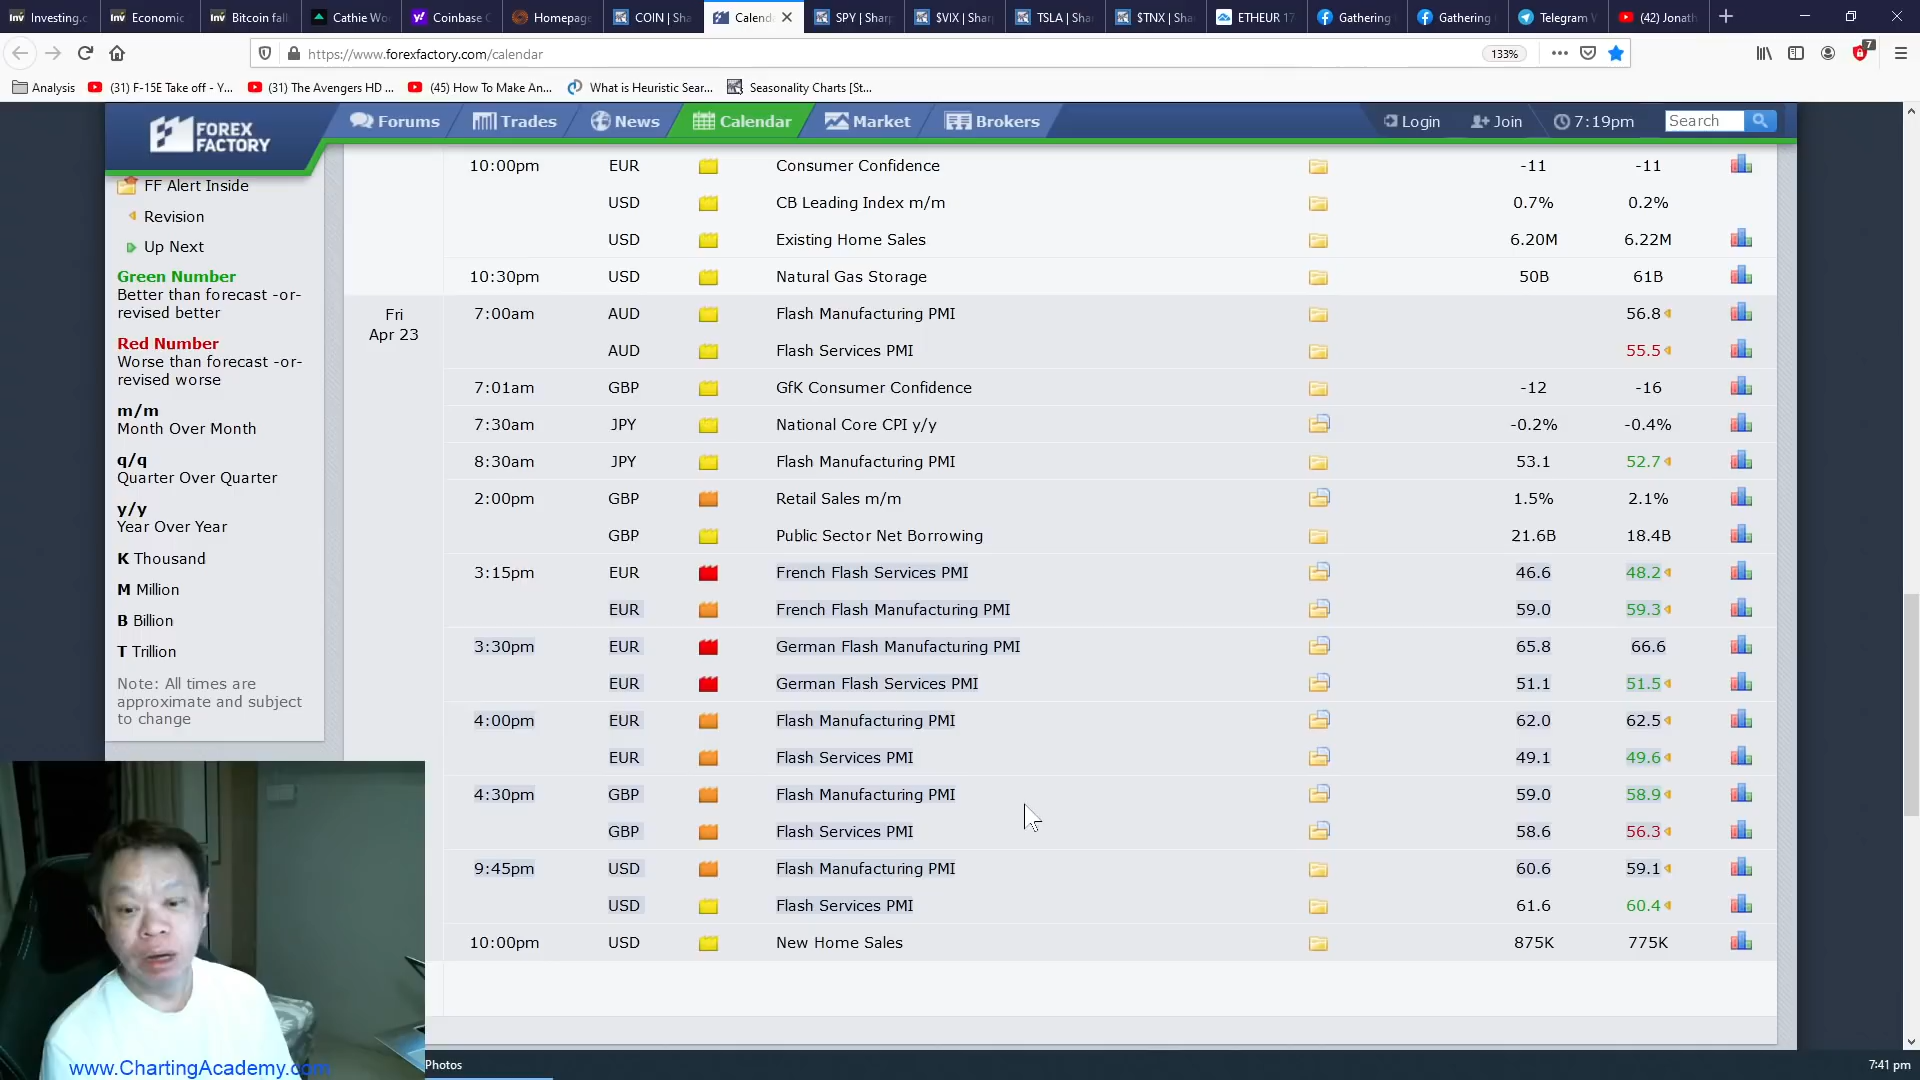 Investing.c
Economic
Bitcoin fall
Cathie Wo
Coinbase
Homepage
COIN | Sha
Calend
SPY | Sharp
$VIX | Shar
TSLA | Sha
$TNX | Sha
ETHEUR 17
Gathering
Gathering
Telegram
(42) Jonath
https://www.forexfactory.com/calendar
133%
7
Analysis
(31) F-15E Take off - Y...
(31) The Avengers HD ...
(45) How To Make An...
What is Heuristic Sear...
Seasonality Charts [St...
FOREX
FACTORY
Forums
Trades
News
Calendar
Market
Brokers
Login
Join
7:19pm
Search
FF Alert Inside
Revision
Up Next
Green Number
Better than forecast -or-
revised better
Red Number
Worse than forecast -or-
revised worse
m/m
Month Over Month
q/q
Quarter Over Quarter
y/y
Year Over Year
K Thousand
M Million
B Billion
T Trillion
Note: All times are
approximate and subject
to change
10:00pm EUR Consumer Confidence -11 -11
USD CB Leading Index m/m 0.7% 0.2%
USD Existing Home Sales 6.20M 6.22M
10:30pm USD Natural Gas Storage 50B 61B
Fri
Apr 23
7:00am AUD Flash Manufacturing PMI 56.8
AUD Flash Services PMI 55.5
7:01am GBP GfK Consumer Confidence -12 -16
7:30am JPY National Core CPI y/y -0.2% -0.4%
8:30am JPY Flash Manufacturing PMI 53.1 52.7
2:00pm GBP Retail Sales m/m 1.5% 2.1%
GBP Public Sector Net Borrowing 21.6B 18.4B
3:15pm EUR French Flash Services PMI 46.6 48.2
EUR French Flash Manufacturing PMI 59.0 59.3
3:30pm EUR German Flash Manufacturing PMI 65.8 66.6
EUR German Flash Services PMI 51.1 51.5
4:00pm EUR Flash Manufacturing PMI 62.0 62.5
EUR Flash Services PMI 49.1 49.6
4:30pm GBP Flash Manufacturing PMI 59.0 58.9
GBP Flash Services PMI 58.6 56.3
9:45pm USD Flash Manufacturing PMI 60.6 59.1
USD Flash Services PMI 61.6 60.4
10:00pm USD New Home Sales 875K 775K
www.ChartingAcademy.com
Photos
7:41 pm